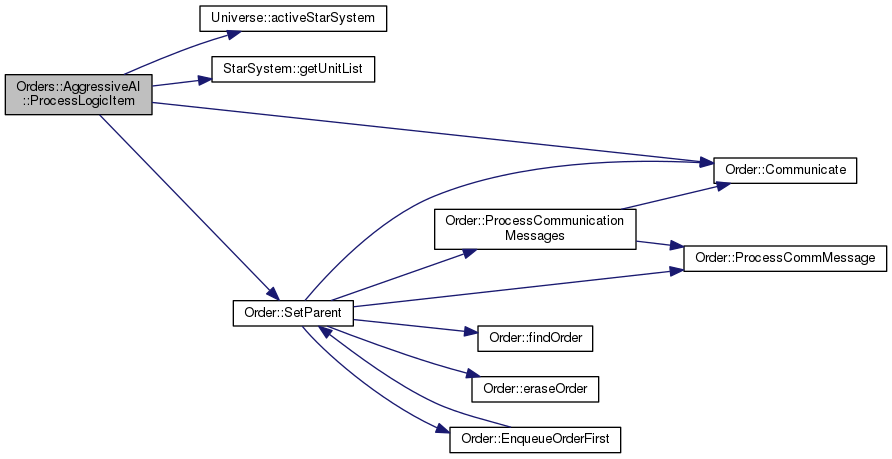 Universe::activeStarSystem
StarSystem::getUnitList
Orders::AggressiveAI
::ProcessLogicItem
Order::Communicate
Order::ProcessCommunication
Messages
Order::ProcessCommMessage
Order::SetParent
Order::findOrder
Order::eraseOrder
Order::EnqueueOrderFirst